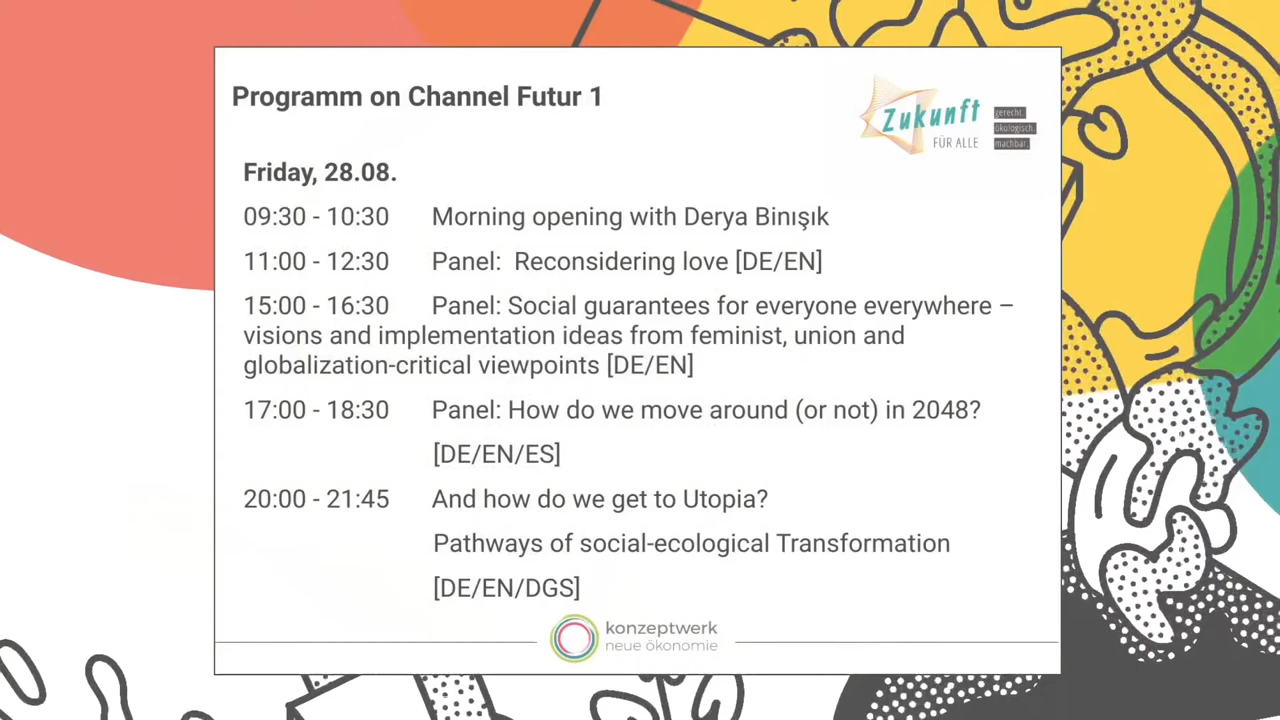 Programm on Channel Futur 1
Zukunft
FÜR ALLE
gerecht.
ökologisch.
machbar.
Friday, 28.08.
09:30 - 10:30 Morning opening with Derya Binışık
11:00 - 12:30 Panel: Reconsidering love [DE/EN]
15:00 - 16:30 Panel: Social guarantees for everyone everywhere –
visions and implementation ideas from feminist, union and
globalization-critical viewpoints [DE/EN]
17:00 - 18:30 Panel: How do we move around (or not) in 2048?
[DE/EN/ES]
20:00 - 21:45 And how do we get to Utopia?
Pathways of social-ecological Transformation
[DE/EN/DGS]
konzeptwerk
neue ökonomie